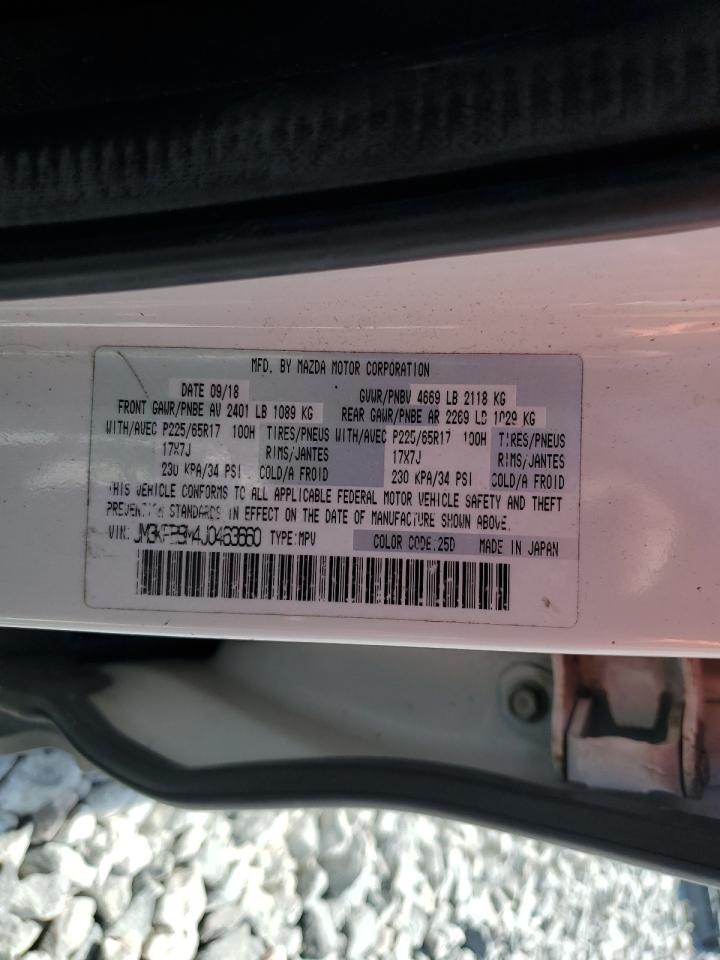 MFD. BY MAZDA MOTOR CORPORATION
DATE 09/18 GVWR/PNBV 4669 LB 2118 KG
FRONT GAWR/PNBE AV 2401 LB 1089 KG REAR GAWR/PNBE AR 2269 LB 1029 KG
WITH/AVEC P225/65R17 100H TIRES/PNEUS WITH/AVEC P225/65R17 100H TIRES/PNEUS
17X7J RIMS/JANTES 17X7J RIMS/JANTES
230 KPA/34 PSI COLD/A FROID 230 KPA/34 PSI COLD/A FROID
THIS VEHICLE CONFORMS TO ALL APPLICABLE FEDERAL MOTOR VEHICLE SAFETY AND THEFT
PREVENTION STANDARDS IN EFFECT ON THE DATE OF MANUFACTURE SHOWN ABOVE.
VIN: JM3KFBBM4J0463660 TYPE:MPV COLOR CODE:25D MADE IN JAPAN